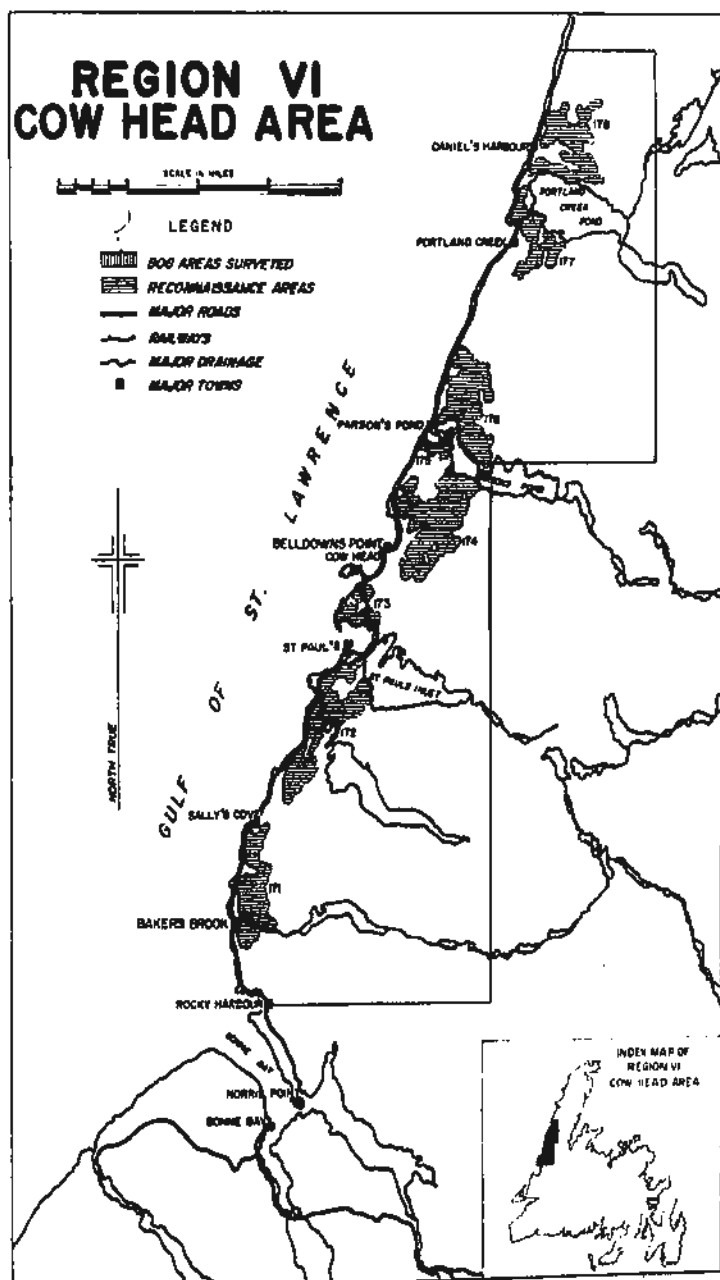 REGION VI
COW HEAD AREA
SCALE IN MILES
LEGEND
BOG AREAS SURVEYED
RECONNAISSANCE AREAS
MAJOR ROADS
RAILWAYS
MAJOR DRAINAGE
MAJOR TOWNS
178
DANIEL'S HARBOUR
PORTLAND
CREEK
POND
PORTLAND CREEK
177
PARSON'S POND
176
175
174
BELLDOWNS POINT
COW HEAD
173
ST PAUL'S
ST PAULS INLET
172
GULF OF ST. LAWRENCE
NORTH TRUE
SALLY'S COVE
171
BAKER'S BROOK
ROCKY HARBOUR
BONNE BAY
NORRIS POINT
BONNE BAY
INDEX MAP OF
REGION VI
COW HEAD AREA